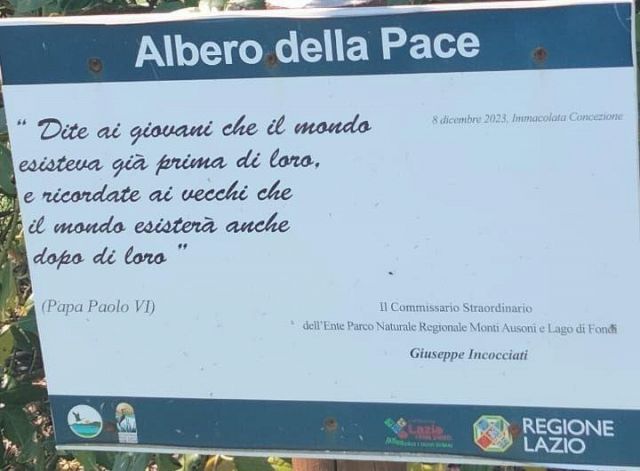 Albero della Pace
8 dicembre 2023, Immacolata Concezione
“ Dite ai giovani che il mondo
esisteva già prima di loro,
e ricordate ai vecchi che
il mondo esisterà anche
dopo di loro ”
(Papa Paolo VI)
Il Commissario Straordinario
dell'Ente Parco Naturale Regionale Monti Ausoni e Lago di Fondi
Giuseppe Incocciati
Lazio
REGIONE
LAZIO